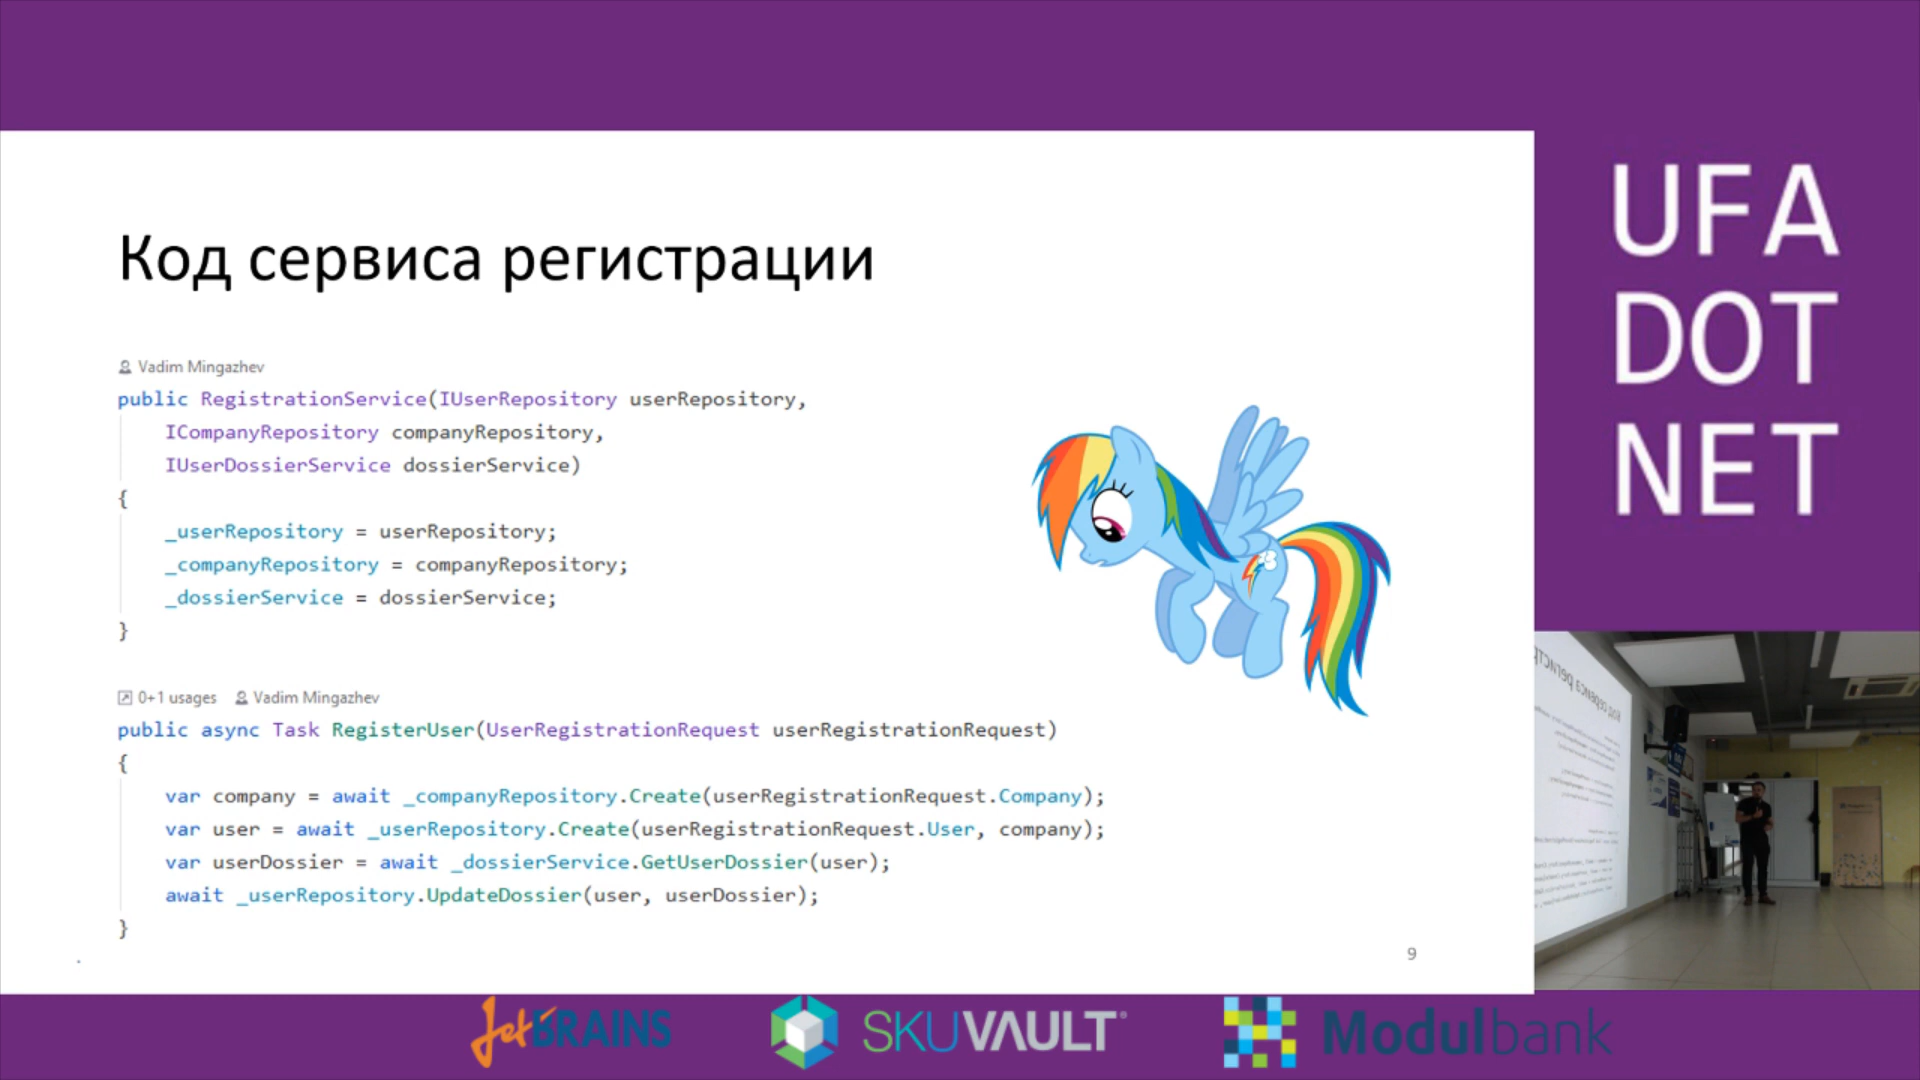 Код сервиса регистрации
Vadim Mingazhev
public RegistrationService(IUserRepository userRepository,
ICompanyRepository companyRepository,
IUserDossierService dossierService)
{
_userRepository = userRepository;
_companyRepository = companyRepository;
_dossierService = dossierService;
}
0+1 usages Vadim Mingazhev
public async Task RegisterUser(UserRegistrationRequest userRegistrationRequest)
{
var company = await _companyRepository.Create(userRegistrationRequest.Company);
var user = await _userRepository.Create(userRegistrationRequest.User, company);
var userDossier = await _dossierService.GetUserDossier(user);
await _userRepository.UpdateDossier(user, userDossier);
}
9
UFA
DOT
NET
JetBRAINS
SKUVAULT®
Modulbank